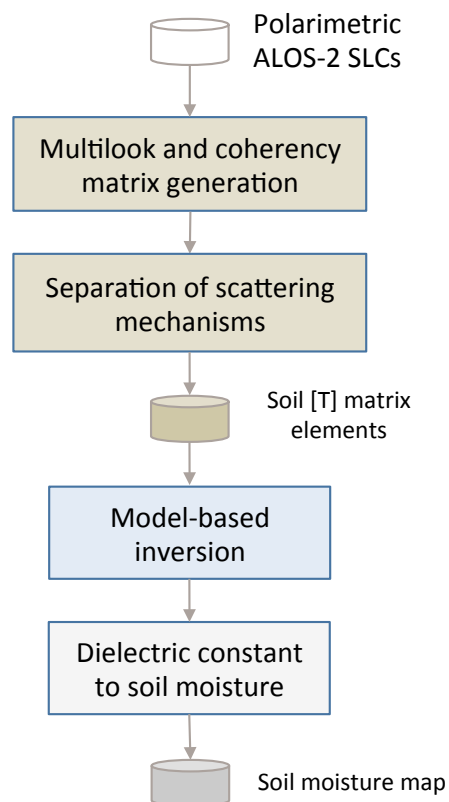 Polarimetric
ALOS-2 SLCs
Multilook and coherency
matrix generation
Separation of scattering
mechanisms
Soil [T] matrix
elements
Model-based
inversion
Dielectric constant
to soil moisture
Soil moisture map